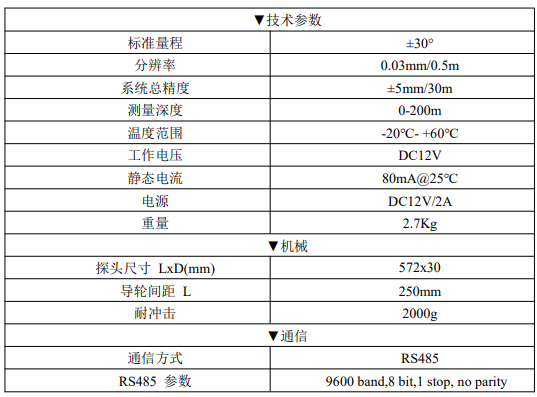 ▼技术参数
标准量程 ±30°
分辨率 0.03mm/0.5m
系统总精度 ±5mm/30m
测量深度 0-200m
温度范围 -20℃- +60℃
工作电压 DC12V
静态电流 80mA@25℃
电源 DC12V/2A
重量 2.7Kg
▼机械
探头尺寸 LxD(mm) 572x30
导轮间距 L 250mm
耐冲击 2000g
▼通信
通信方式 RS485
RS485 参数 9600 band,8 bit,1 stop, no parity